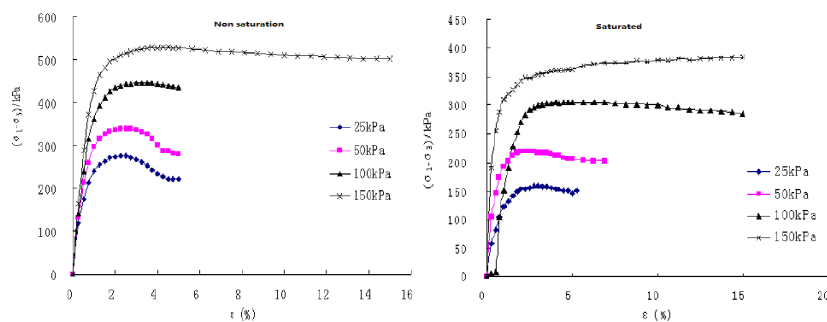 Non saturation
(σ₁-σ₃)/kPa
600
500
400
300
200
100
0
0 2 4 6 8 10 12 14 16
ε (%)
25kPa
50kPa
100kPa
150kPa
Saturated
(σ₁-σ₃)/kPa
450
400
350
300
250
200
150
100
50
0
0 5 10 15 20
ε (%)
25kPa
50kPa
100kPa
150kPa